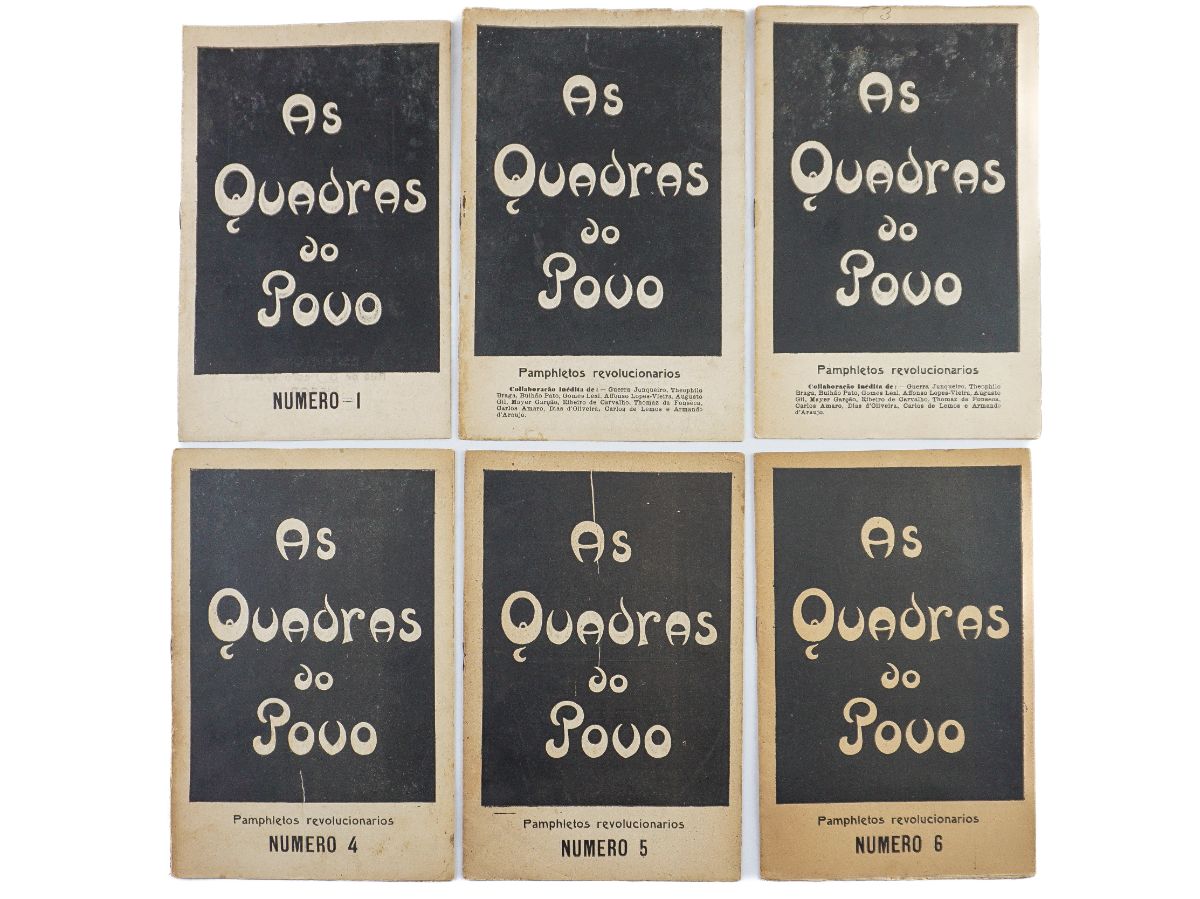 As
Quadras
do
Povo
NUMERO-I
As
Quadras
do
Povo
Pamphletos revolucionarios
Collaboração inédita de: — Guerra Junqueiro, Theophilo
Braga, Bulhão Pato, Gomes Leal, Affonso Lopes-Vieira, Augusto
Gil, Mayer Garção, Ribeiro de Carvalho, Thomaz da Fonseca,
Carlos Amaro, Dias d'Oliveira, Carlos de Lemos e Armando
d'Araujo.
3
As
Quadras
do
Povo
Pamphletos revolucionarios
Collaboração inédita de: — Guerra Junqueiro, Theophilo
Braga, Bulhão Pato, Gomes Leal, Affonso Lopes-Vieira, Augusto
Gil, Mayer Garção, Ribeiro de Carvalho, Thomaz da Fonseca,
Carlos Amaro, Dias d'Oliveira, Carlos de Lemos e Armando
d'Araujo.
As
Quadras
do
Povo
Pamphletos revolucionarios
NUMERO 4
As
Quadras
do
Povo
Pamphletos revolucionarios
NUMERO 5
As
Quadras
do
Povo
Pamphletos revolucionarios
NUMERO 6